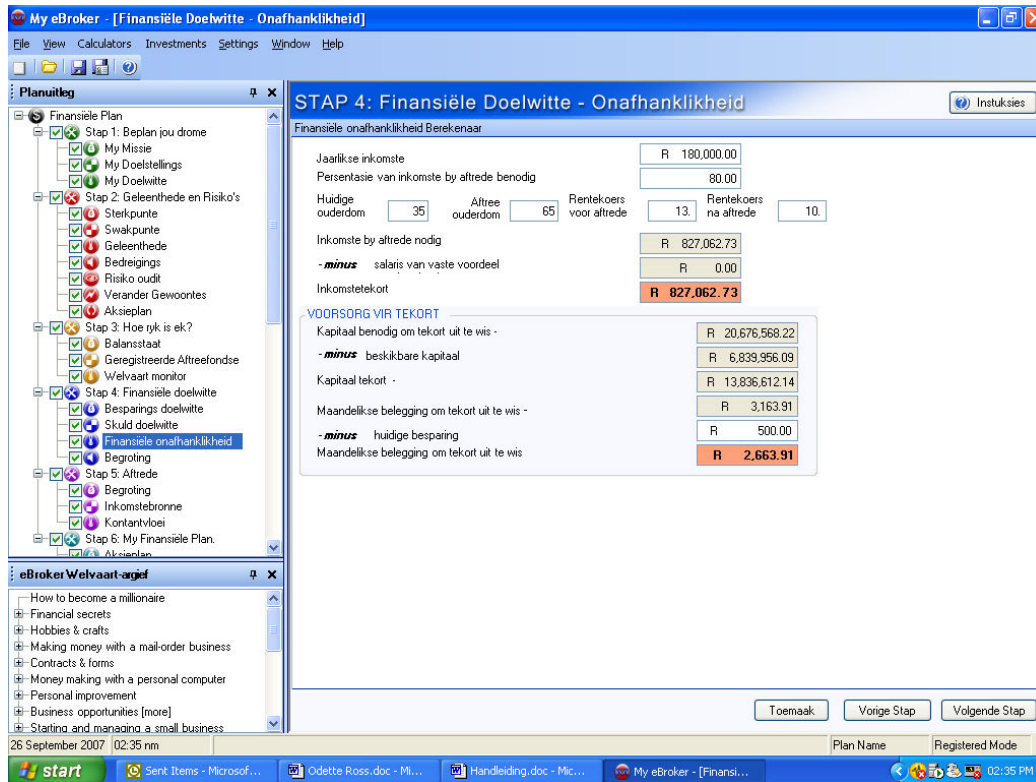 My eBroker - [Finansiële Doelwitte - Onafhanklikheid]
File View Calculators Investments Settings Window Help
Planuitleg
Finansiële Plan
Stap 1: Beplan jou drome
My Missie
My Doelstellings
My Doelwitte
Stap 2: Geleenthede en Risiko's
Sterkpunte
Swakpunte
Geleenthede
Bedreigings
Risiko oudit
Verander Gewoontes
Aksieplan
Stap 3: Hoe ryk is ek?
Balansstaat
Geregistreerde Aftreefondse
Welvaart monitor
Stap 4: Finansiële doelwitte
Besparings doelwitte
Skuld doelwitte
Finansiële onafhanklikheid
Begroting
Stap 5: Aftrede
Begroting
Inkomstebronne
Kontantvloei
Stap 6: My Finansiële Plan.
Aksieplan
eBroker Welvaart-argief
How to become a millionaire
Financial secrets
Hobbies & crafts
Making money with a mail-order business
Contracts & forms
Money making with a personal computer
Personal improvement
Business opportunities [more]
Starting and managing a small business
STAP 4: Finansiële Doelwitte - Onafhanklikheid
Instuksies
Finansiële onafhanklikheid Berekenaar
Jaarlikse inkomste R 180,000.00
Persentasie van inkomste by aftrede benodig 80.00
Huidige ouderdom 35 Aftree ouderdom 65 Rentekoers voor aftrede 13. Rentekoers na aftrede 10.
Inkomste by aftrede nodig R 827,062.73
- minus salaris van vaste voordeel R 0.00
Inkomstetekort R 827,062.73
VOORSORG VIR TEKORT
Kapitaal benodig om tekort uit te wis - R 20,676,568.22
- minus beskikbare kapitaal R 6,839,956.09
Kapitaal tekort - R 13,836,612.14
Maandelikse belegging om tekort uit te wis - R 3,163.91
- minus huidige besparing R 500.00
Maandelikse belegging om tekort uit te wis R 2,663.91
Toemaak Vorige Stap Volgende Stap
26 September 2007 02:35 nm Plan Name Registered Mode
start Sent Items - Microsof... Odette Ross.doc - Mi... Handleiding.doc - Mic... My eBroker - [Finansi... 02:35 PM